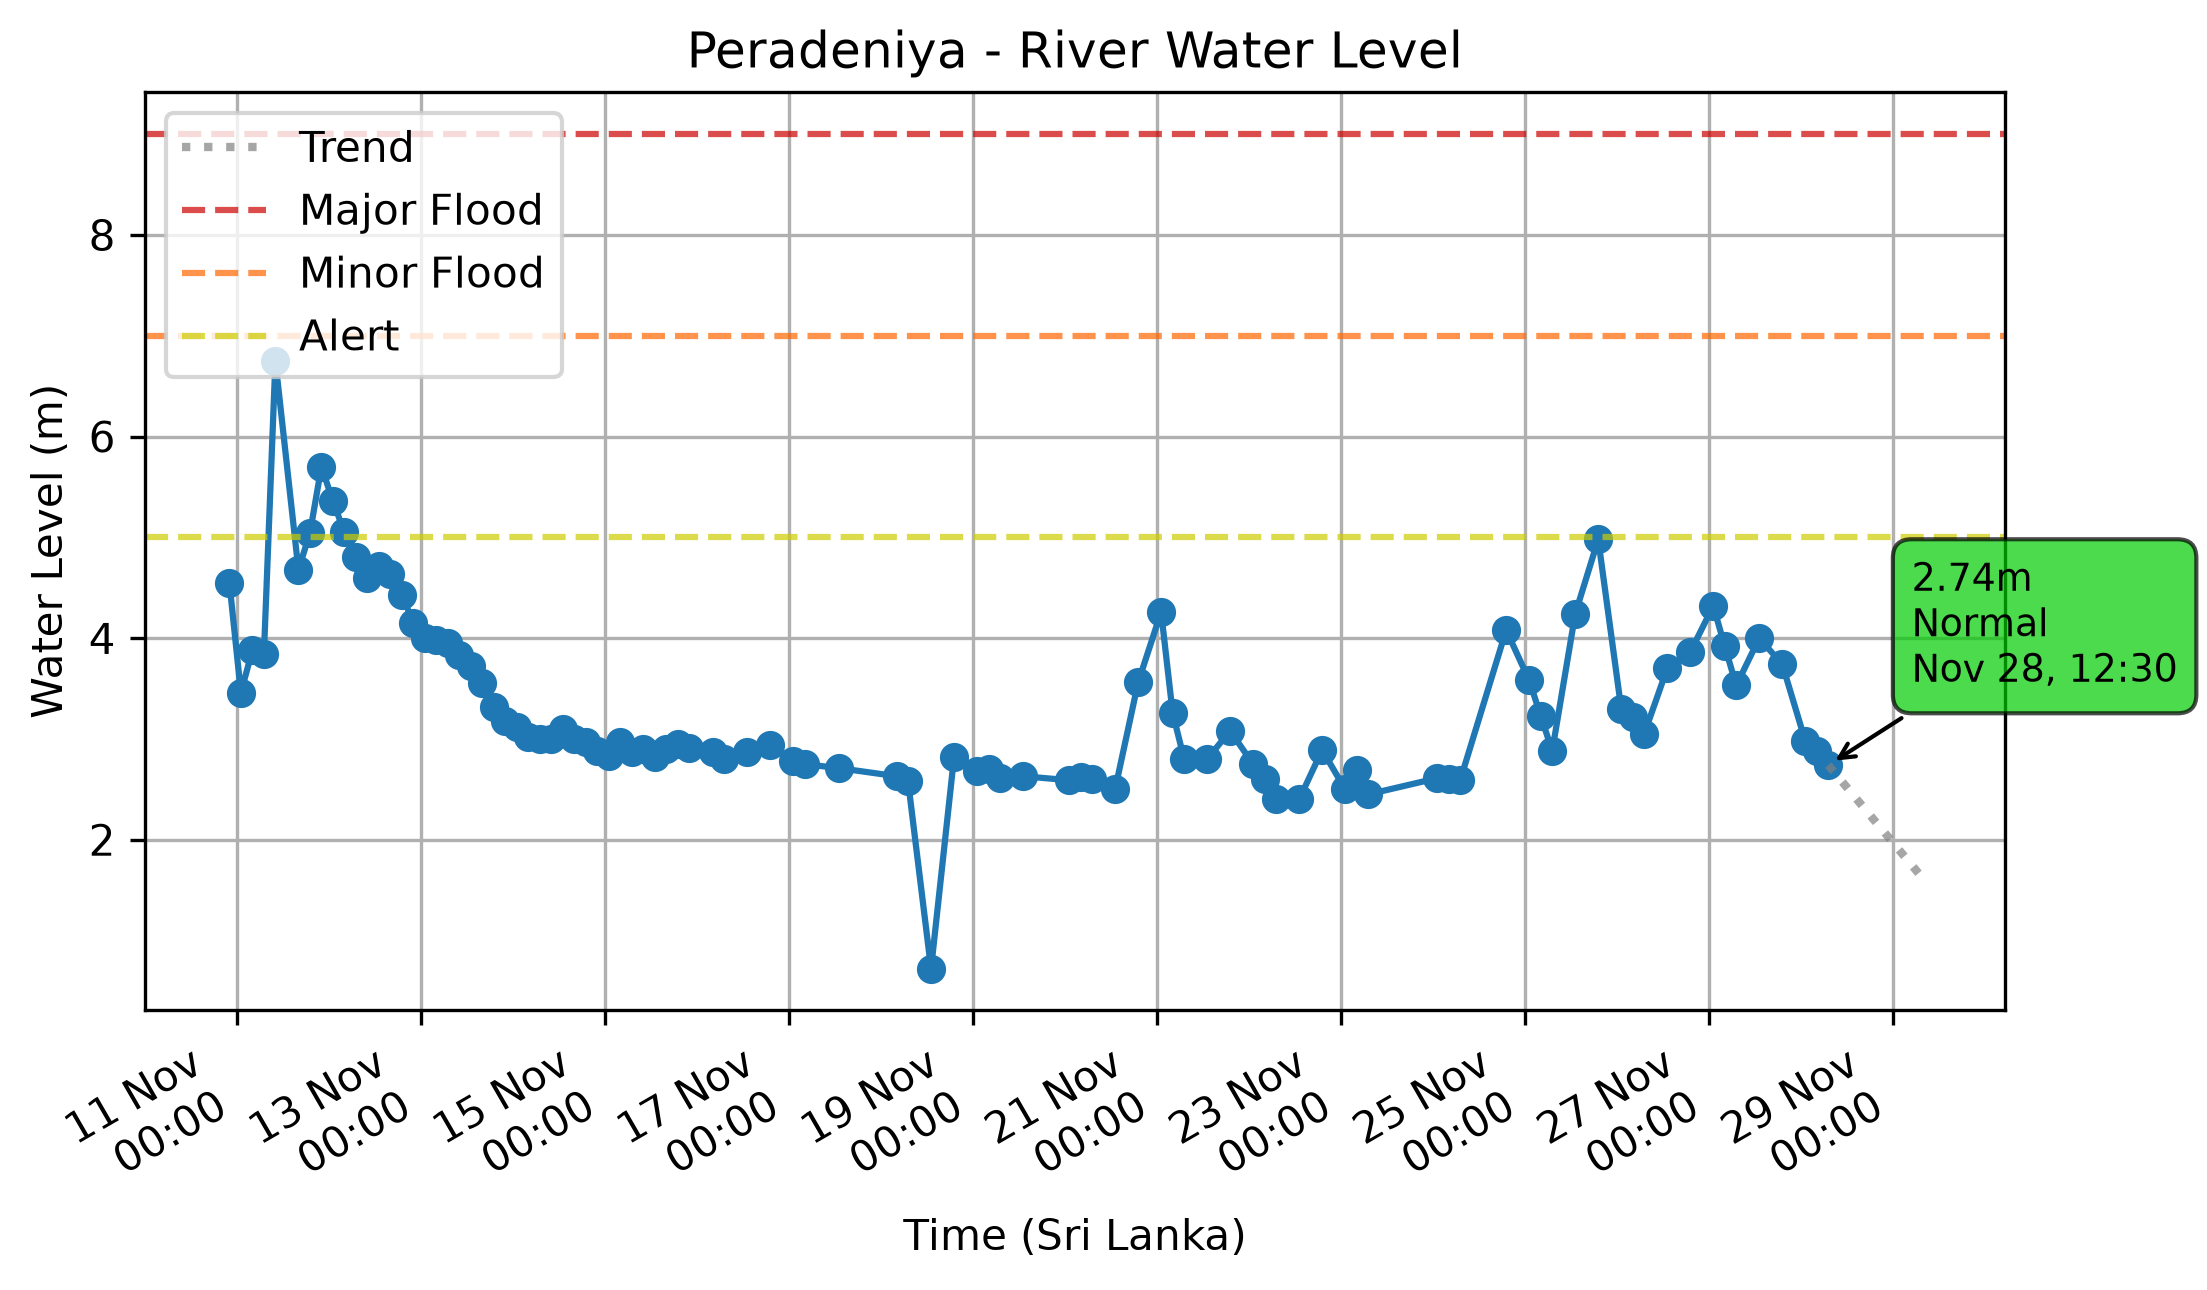 Peradeniya - River Water Level
Trend
Major Flood
Minor Flood
Alert
Water Level (m)
8
6
4
2
2.74m
Normal
Nov 28, 12:30
11 Nov
00:00
13 Nov
00:00
15 Nov
00:00
17 Nov
00:00
19 Nov
00:00
21 Nov
00:00
23 Nov
00:00
25 Nov
00:00
27 Nov
00:00
29 Nov
00:00
Time (Sri Lanka)